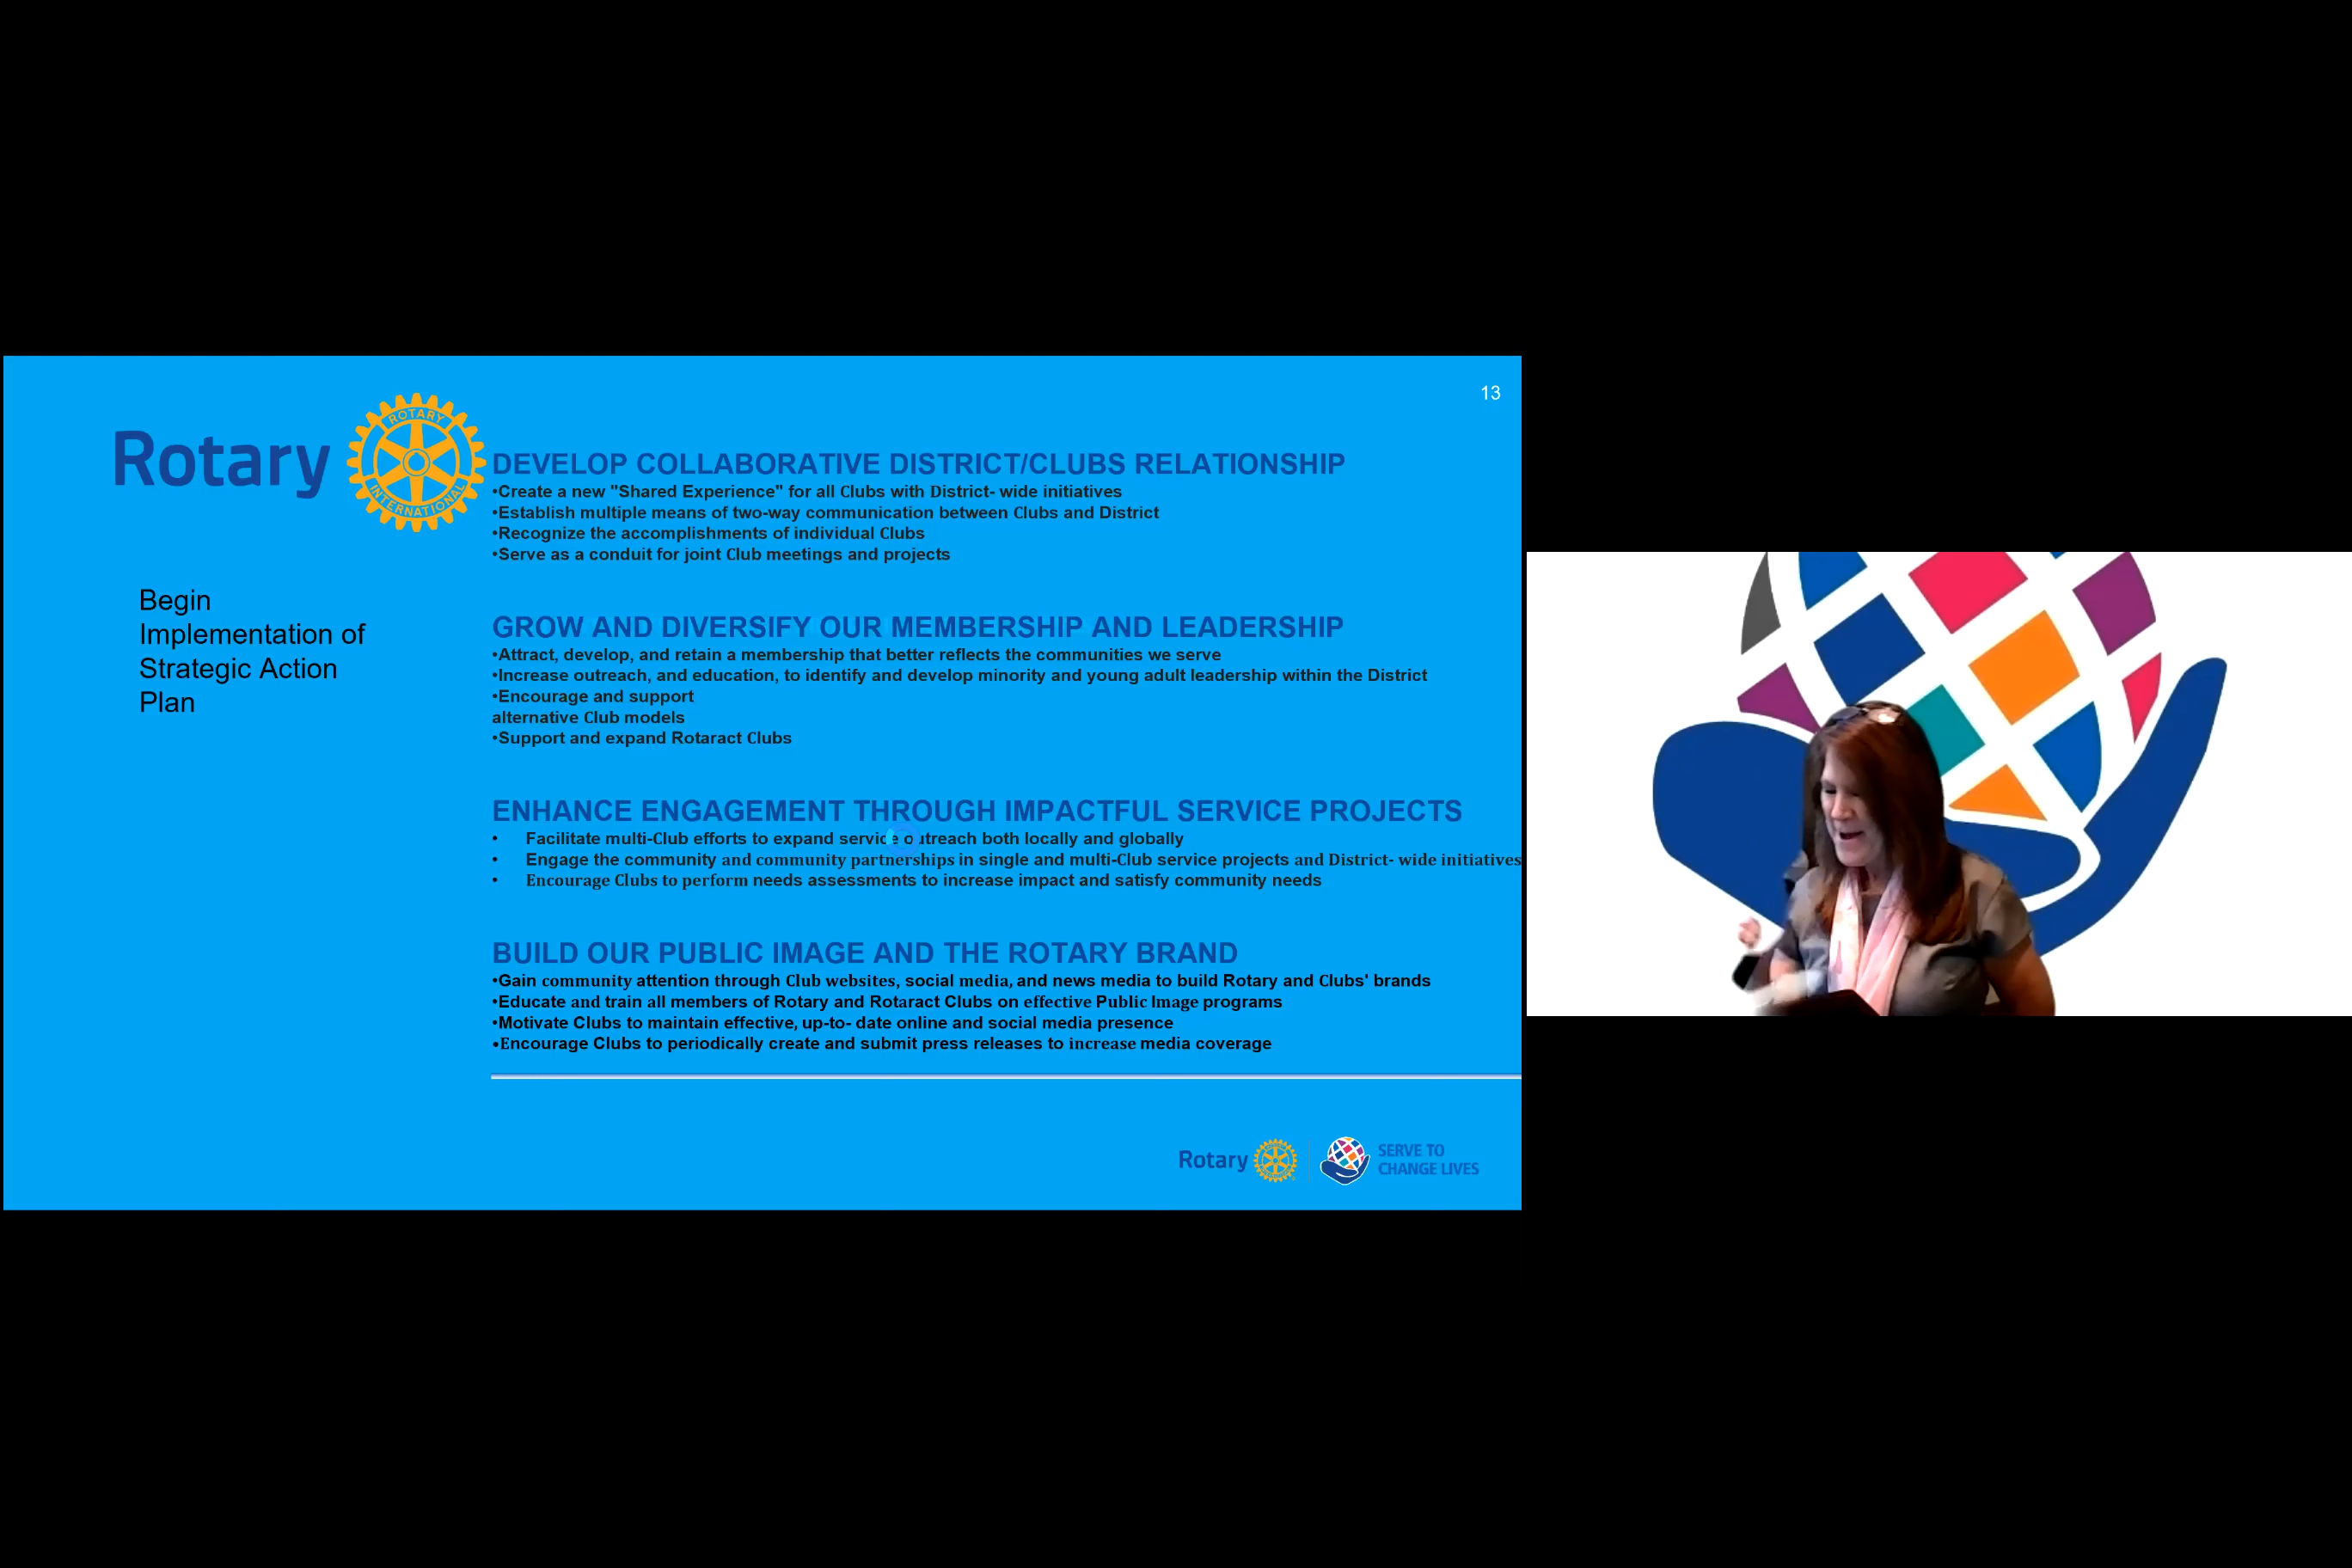 13
Rotary
ROTARY
INTERNATIONAL
Begin
Implementation of
Strategic Action
Plan
DEVELOP COLLABORATIVE DISTRICT/CLUBS RELATIONSHIP
•Create a new "Shared Experience" for all Clubs with District- wide initiatives
•Establish multiple means of two-way communication between Clubs and District
•Recognize the accomplishments of individual Clubs
•Serve as a conduit for joint Club meetings and projects
GROW AND DIVERSIFY OUR MEMBERSHIP AND LEADERSHIP
•Attract, develop, and retain a membership that better reflects the communities we serve
•Increase outreach, and education, to identify and develop minority and young adult leadership within the District
•Encourage and support
alternative Club models
•Support and expand Rotaract Clubs
ENHANCE ENGAGEMENT THROUGH IMPACTFUL SERVICE PROJECTS
• Facilitate multi-Club efforts to expand service outreach both locally and globally
• Engage the community and community partnerships in single and multi-Club service projects and District- wide initiatives
• Encourage Clubs to perform needs assessments to increase impact and satisfy community needs
BUILD OUR PUBLIC IMAGE AND THE ROTARY BRAND
•Gain community attention through Club websites, social media, and news media to build Rotary and Clubs' brands
•Educate and train all members of Rotary and Rotaract Clubs on effective Public Image programs
•Motivate Clubs to maintain effective, up-to- date online and social media presence
•Encourage Clubs to periodically create and submit press releases to increase media coverage
Rotary
SERVE TO
CHANGE LIVES